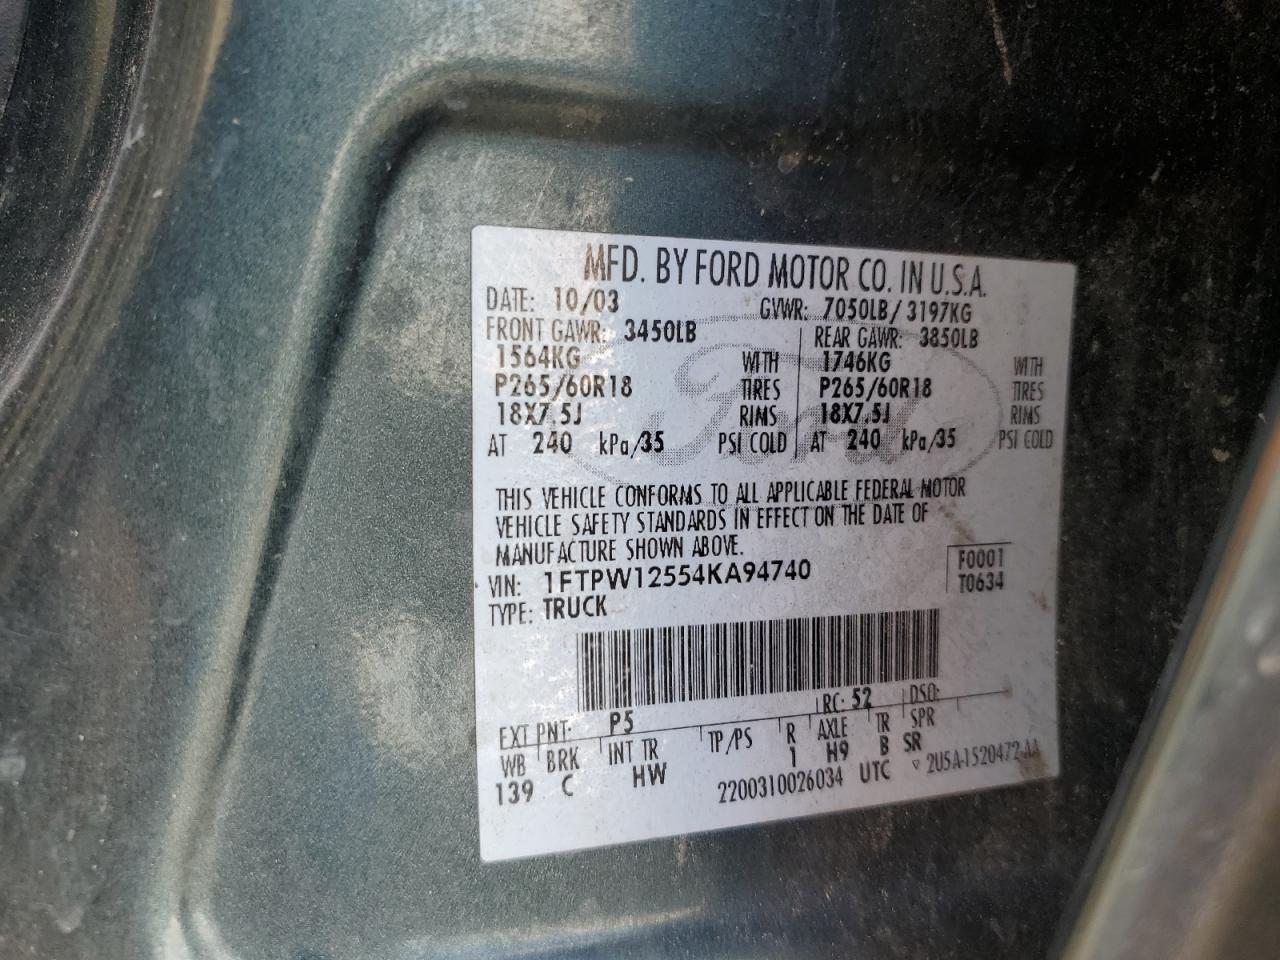 MFD. BY FORD MOTOR CO. IN U.S.A.
DATE: 10/03 GVWR: 7050LB/3197KG
FRONT GAWR: 3450LB REAR GAWR: 3850LB
1564KG WITH 1746KG WITH
P265/60R18 TIRES P265/60R18 TIRES
18X7.5J RIMS 18X7.5J RIMS
AT 240 kPa/35 PSI COLD AT 240 kPa/35 PSI COLD
Ford
THIS VEHICLE CONFORMS TO ALL APPLICABLE FEDERAL MOTOR
VEHICLE SAFETY STANDARDS IN EFFECT ON THE DATE OF
MANUFACTURE SHOWN ABOVE.
VIN: 1FTPW12554KA94740 F0001
TYPE: TRUCK T0634
EXT PNT: P5 RC: 52 DSO:
WB BRK INT TR TP/PS R AXLE TR SPR
139 C HW 1 H9 B SR
2200310026034 UTC ▽ 2U5A-1520472-AA